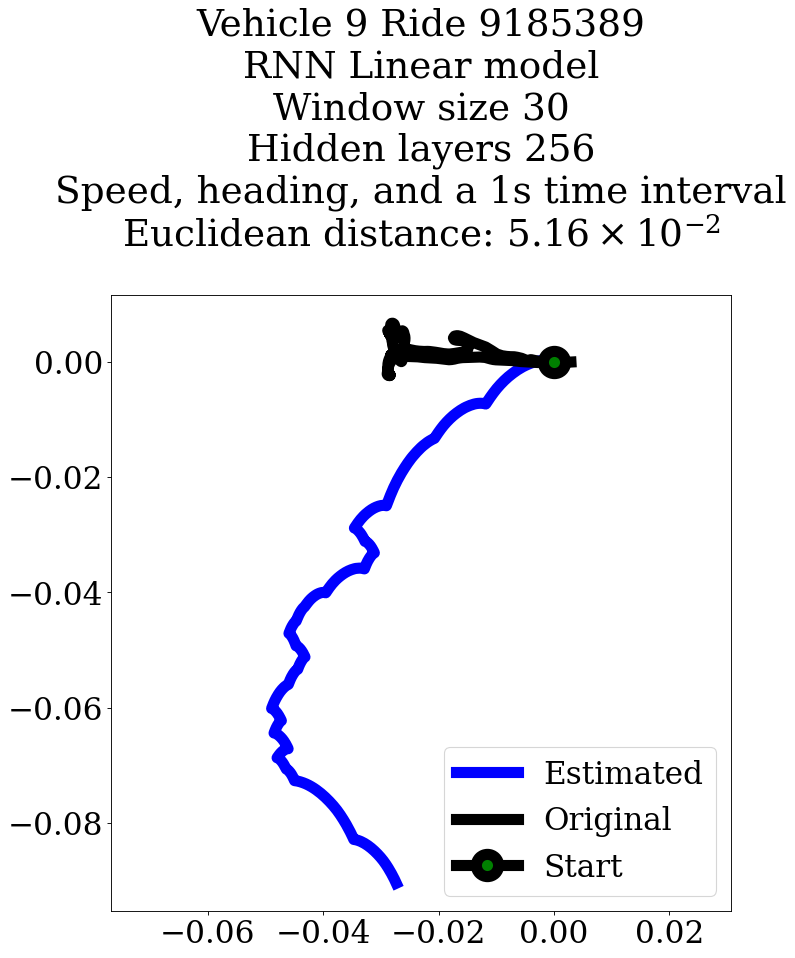 Vehicle 9 Ride 9185389
RNN Linear model
Window size 30
Hidden layers 256
Speed, heading, and a 1s time interval
Euclidean distance: 5.16 × 10⁻²
0.00
−0.02
−0.04
−0.06
−0.08
Estimated
Original
Start
−0.06 −0.04 −0.02 0.00 0.02